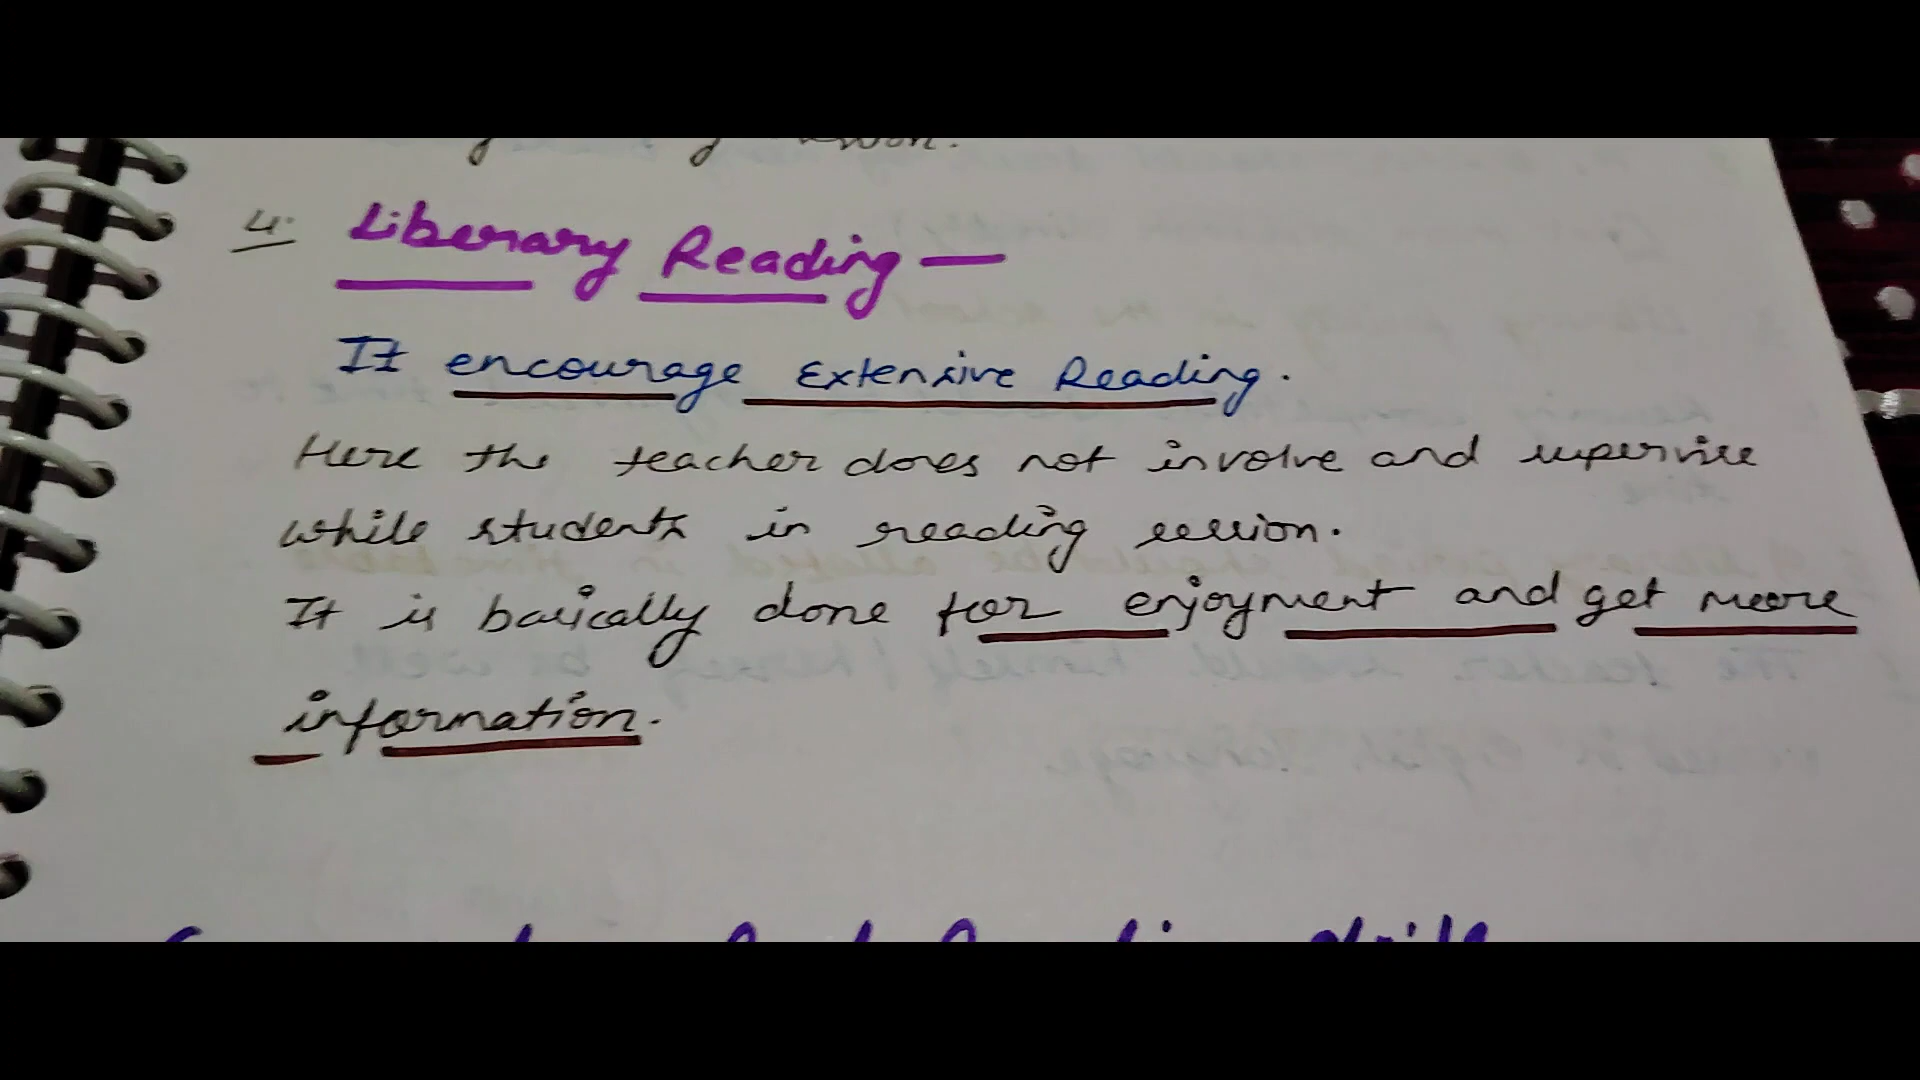 4. Liberary Reading —
It encourage Extensive Reading.
Here the teacher does not involve and supervise
while students in reading session.
It is basically done for enjoyment and get more
information.